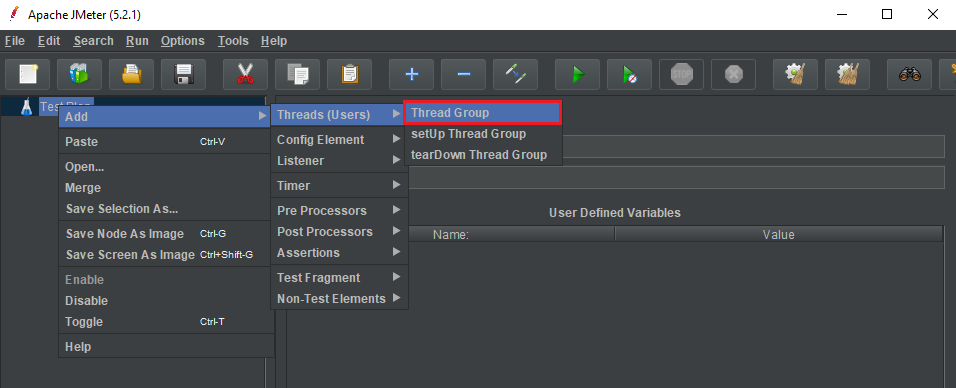 Apache JMeter (5.2.1)
File Edit Search Run Options Tools Help
STOP
Test Plan
Add
Paste Ctrl-V
Open...
Merge
Save Selection As...
Save Node As Image Ctrl-G
Save Screen As Image Ctrl+Shift-G
Enable
Disable
Toggle Ctrl-T
Help
Threads (Users)
Config Element
Listener
Timer
Pre Processors
Post Processors
Assertions
Test Fragment
Non-Test Elements
Thread Group
setUp Thread Group
tearDown Thread Group
User Defined Variables
Name: Value